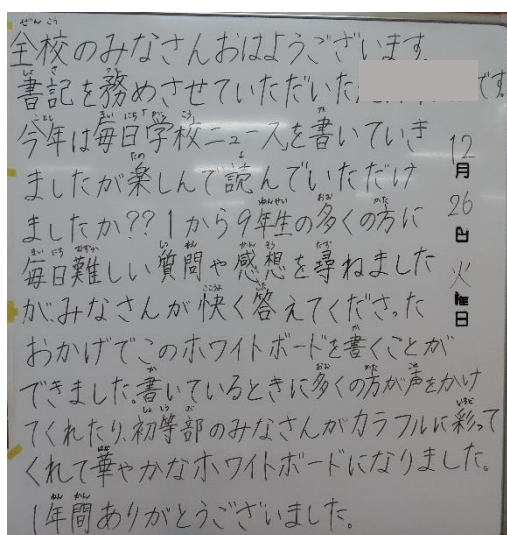 全校のみなさんおはようございます。
書記を務めさせていただいた です。
今年は毎日「学校ニュース」を書いていき
ましたが楽しんで読んでいただけ
ましたか??1から9年生の多くの方に
毎日難しい質問や感想を尋ねました
が、みなさんが快く答えてくださった
おかげでこのホワイトボードを書くことが
できました。書いているときに多くの方が声をかけ
てくれたり、初等部のみなさんがカラフルに彩って
くれて華やかなホワイトボードになりました。
1年間ありがとうございました。
12月26日火曜日